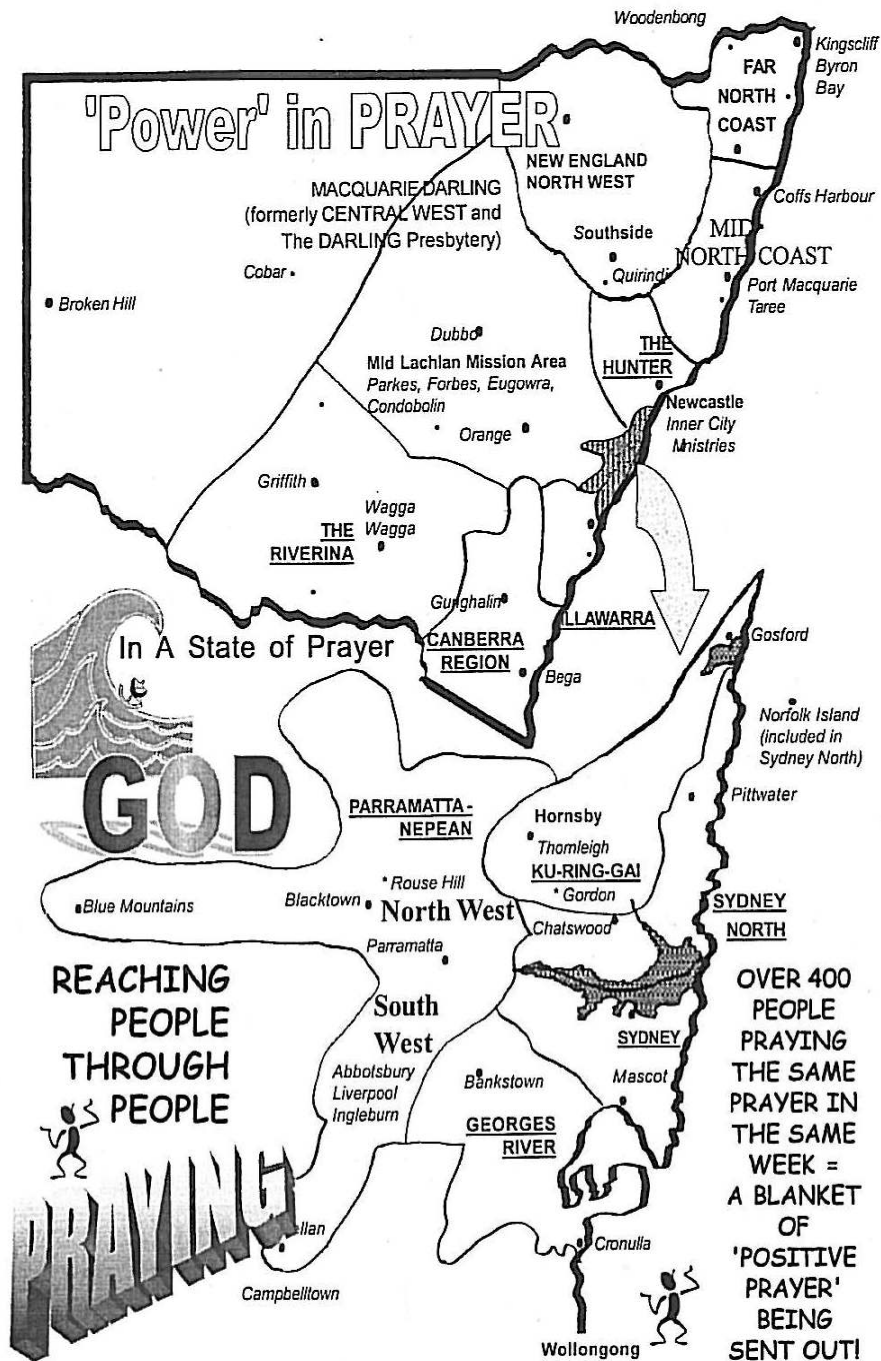 Woodenbong
Kingscliff
Byron
Bay
FAR
NORTH
COAST
'Power' in PRAYER
NEW ENGLAND
NORTH WEST
MACQUARIE DARLING
(formerly CENTRAL WEST and
The DARLING Presbytery)
Coffs Harbour
Southside
MID
NORTH COAST
Cobar
Quirindi
Port Macquarie
Taree
Broken Hill
Dubbo
THE
HUNTER
Mid Lachlan Mission Area
Parkes, Forbes, Eugowra,
Condobolin
Orange
Newcastle
Inner City
Mnistries
Griffith
Wagga
Wagga
THE
RIVERINA
Gunghalin
ILLAWARRA
CANBERRA
REGION
Bega
In A State of Prayer
GOD
Gosford
Norfolk Island
(included in
Sydney North)
Pittwater
PARRAMATTA-
NEPEAN
Hornsby
Thornleigh
KU-RING-GAI
* Gordon
* Rouse Hill
Blue Mountains
Blacktown
North West
Chatswood
SYDNEY
NORTH
Parramatta
South
West
SYDNEY
Abbotsbury
Liverpool
Ingleburn
Bankstown
Mascot
GEORGES
RIVER
REACHING
PEOPLE
THROUGH
PEOPLE
PRAYING
llan
Campbelltown
Cronulla
Wollongong
OVER 400
PEOPLE
PRAYING
THE SAME
PRAYER IN
THE SAME
WEEK =
A BLANKET
OF
'POSITIVE
PRAYER'
BEING
SENT OUT!